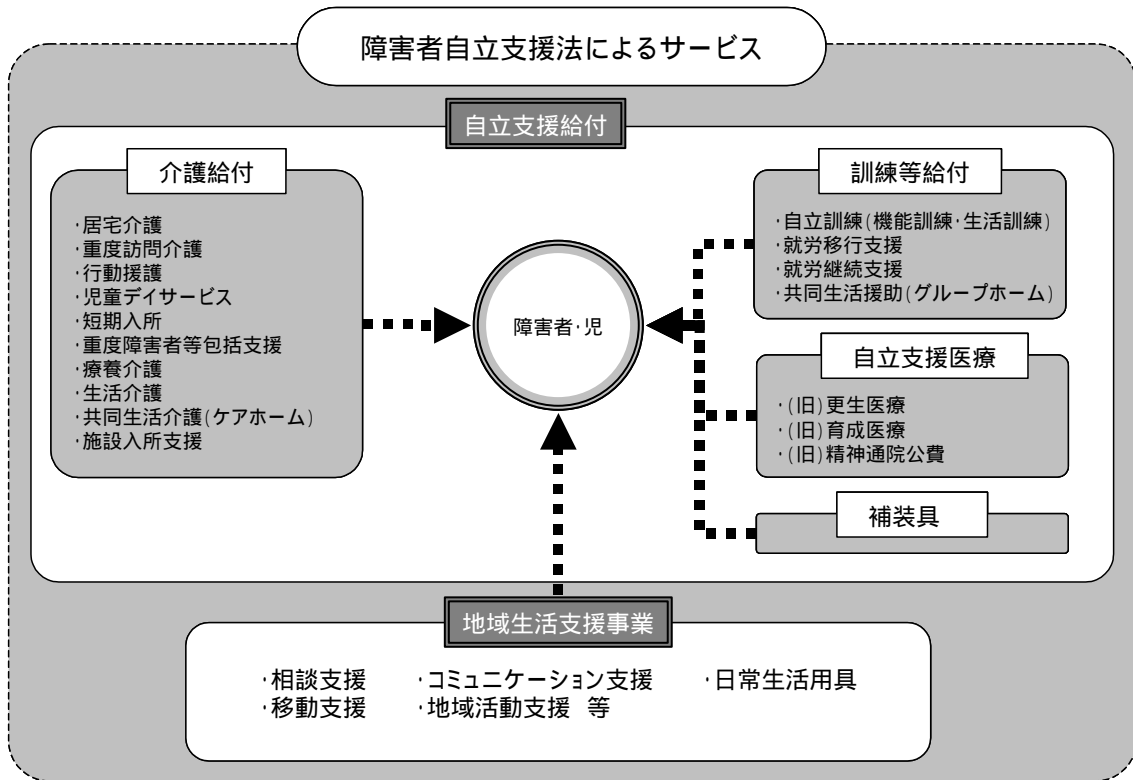 障害者自立支援法によるサービス
自立支援給付
介護給付
・居宅介護
・重度訪問介護
・行動援護
・児童デイサービス
・短期入所
・重度障害者等包括支援
・療養介護
・生活介護
・共同生活介護(ケアホーム)
・施設入所支援
障害者・児
訓練等給付
・自立訓練(機能訓練・生活訓練)
・就労移行支援
・就労継続支援
・共同生活援助(グループホーム)
自立支援医療
・(旧)更生医療
・(旧)育成医療
・(旧)精神通院公費
補装具
地域生活支援事業
・相談支援 ・コミュニケーション支援 ・日常生活用具
・移動支援 ・地域活動支援 等